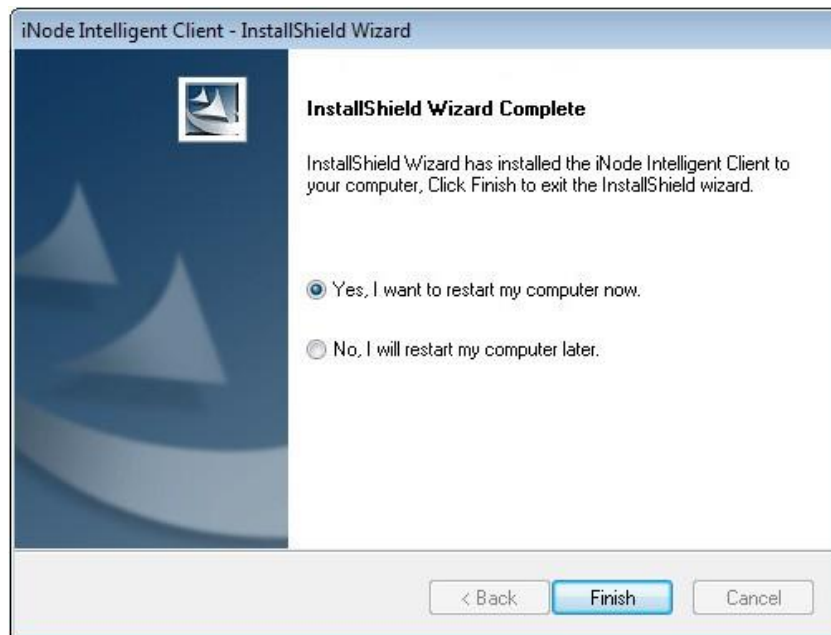 iNode Intelligent Client - InstallShield Wizard
InstallShield Wizard Complete
InstallShield Wizard has installed the iNode Intelligent Client to
your computer, Click Finish to exit the InstallShield wizard.
Yes, I want to restart my computer now.
No, I will restart my computer later.
< Back Finish Cancel